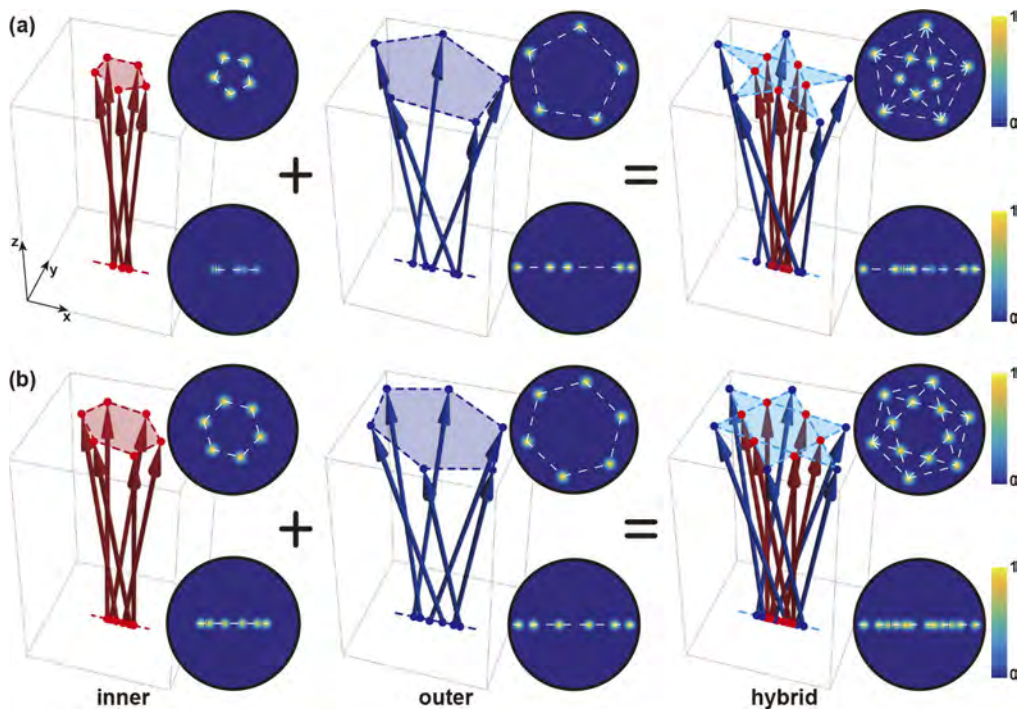 (a)
1
0
+
=
z
y
x
1
0
(b)
1
0
+
=
1
0
inner
outer
hybrid